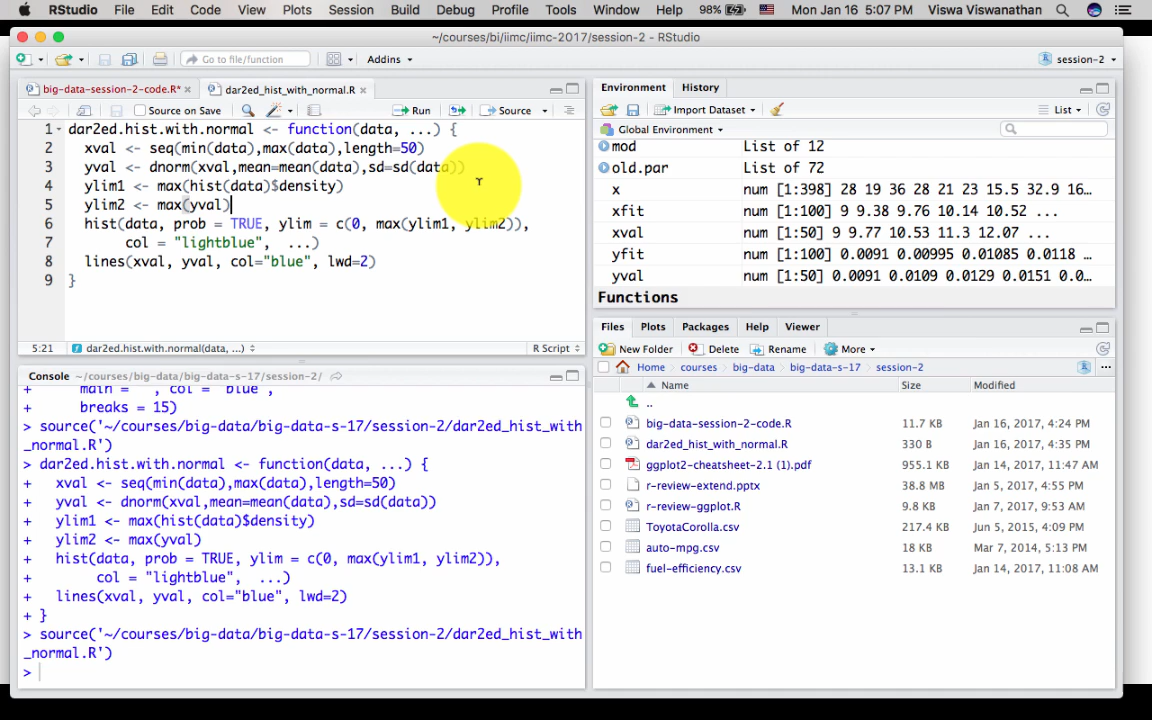 RStudio File Edit Code View Plots Session Build Debug Profile Tools Window Help 98% Mon Jan 16 5:07 PM Viswa Viswanathan
~/courses/bi/iimc/iimc-2017/session-2 - RStudio
Go to file/function Addins session-2
big-data-session-2-code.R* dar2ed_hist_with_normal.R
Source on Save Run Source
1 dar2ed.hist.with.normal <- function(data, ...) {
2 xval <- seq(min(data),max(data),length=50)
3 yval <- dnorm(xval,mean=mean(data),sd=sd(data))
4 ylim1 <- max(hist(data)$density)
5 ylim2 <- max(yval)
6 hist(data, prob = TRUE, ylim = c(0, max(ylim1, ylim2)),
7 col = "lightblue", ...)
8 lines(xval, yval, col="blue", lwd=2)
9 }
5:21 dar2ed.hist.with.normal(data, ...) R Script
Console ~/courses/big-data/big-data-s-17/session-2/
+ main = "", col = "blue",
+ breaks = 15)
> source('~/courses/big-data/big-data-s-17/session-2/dar2ed_hist_with
_normal.R')
> dar2ed.hist.with.normal <- function(data, ...) {
+ xval <- seq(min(data),max(data),length=50)
+ yval <- dnorm(xval,mean=mean(data),sd=sd(data))
+ ylim1 <- max(hist(data)$density)
+ ylim2 <- max(yval)
+ hist(data, prob = TRUE, ylim = c(0, max(ylim1, ylim2)),
+ col = "lightblue", ...)
+ lines(xval, yval, col="blue", lwd=2)
+ }
> source('~/courses/big-data/big-data-s-17/session-2/dar2ed_hist_with
_normal.R')
>
Environment History
Import Dataset List
Global Environment
mod List of 12
old.par List of 72
x num [1:398] 28 19 36 28 21 23 15.5 32.9 16...
xfit num [1:100] 9 9.38 9.76 10.14 10.52 ...
xval num [1:50] 9 9.77 10.53 11.3 12.07 ...
yfit num [1:100] 0.0091 0.00995 0.01085 0.0118 ...
yval num [1:50] 0.0091 0.0109 0.0129 0.0151 0.0...
Functions
Files Plots Packages Help Viewer
New Folder Delete Rename More
Home courses big-data big-data-s-17 session-2 ...
Name Size Modified
..
big-data-session-2-code.R 11.7 KB Jan 16, 2017, 4:24 PM
dar2ed_hist_with_normal.R 330 B Jan 16, 2017, 4:35 PM
ggplot2-cheatsheet-2.1 (1).pdf 955.1 KB Jan 14, 2017, 11:47 AM
r-review-extend.pptx 38.8 MB Jan 5, 2017, 4:55 PM
r-review-ggplot.R 9.8 KB Jan 7, 2017, 9:53 AM
ToyotaCorolla.csv 217.4 KB Jun 5, 2015, 4:09 PM
auto-mpg.csv 18 KB Mar 7, 2014, 5:13 PM
fuel-efficiency.csv 13.1 KB Jan 14, 2017, 11:08 AM